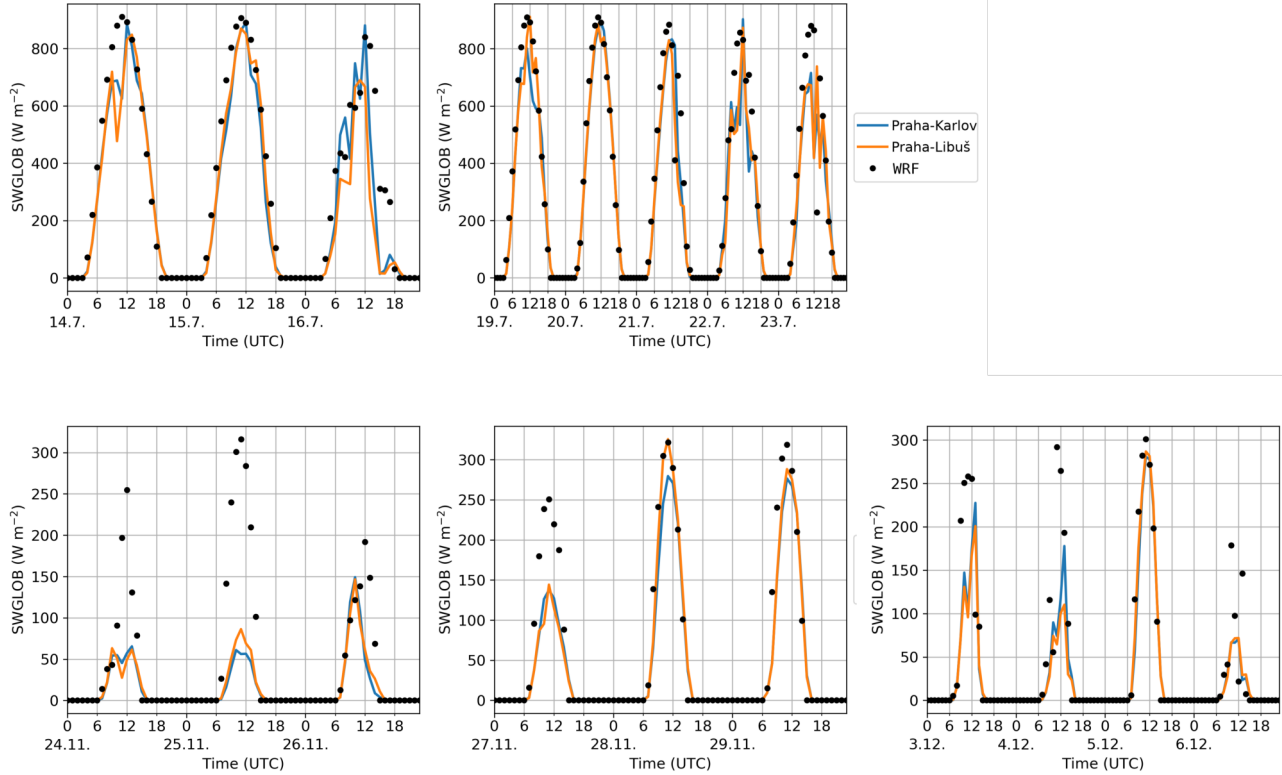 800
600
400
200
0
SWGLOB (W m⁻²)
0 6 12 18 0 6 12 18 0 6 12 18
14.7. 15.7. 16.7.
Time (UTC)
800
600
400
200
0
SWGLOB (W m⁻²)
0 6 1218 0 6 1218 0 6 1218 0 6 1218 0 6 1218
19.7. 20.7. 21.7. 22.7. 23.7.
Time (UTC)
Praha-Karlov
Praha-Libuš
WRF
300
250
200
150
100
50
0
SWGLOB (W m⁻²)
0 6 12 18 0 6 12 18 0 6 12 18
24.11. 25.11. 26.11.
Time (UTC)
300
250
200
150
100
50
0
SWGLOB (W m⁻²)
0 6 12 18 0 6 12 18 0 6 12 18
27.11. 28.11. 29.11.
Time (UTC)
300
250
200
150
100
50
0
SWGLOB (W m⁻²)
0 6 12 18 0 6 12 18 0 6 12 18 0 6 12 18
3.12. 4.12. 5.12. 6.12.
Time (UTC)